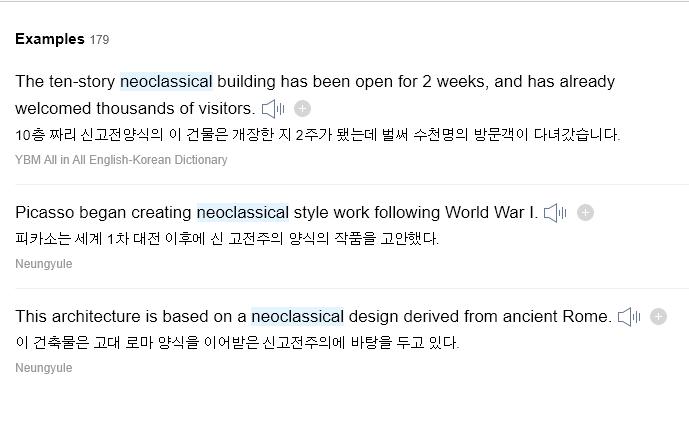 Examples 179
The ten-story neoclassical building has been open for 2 weeks, and has already
welcomed thousands of visitors.
10층 짜리 신고전양식의 이 건물은 개장한 지 2주가 됐는데 벌써 수천명의 방문객이 다녀갔습니다.
YBM All in All English-Korean Dictionary
Picasso began creating neoclassical style work following World War I.
피카소는 세계 1차 대전 이후에 신 고전주의 양식의 작품을 고안했다.
Neungyule
This architecture is based on a neoclassical design derived from ancient Rome.
이 건축물은 고대 로마 양식을 이어받은 신고전주의에 바탕을 두고 있다.
Neungyule